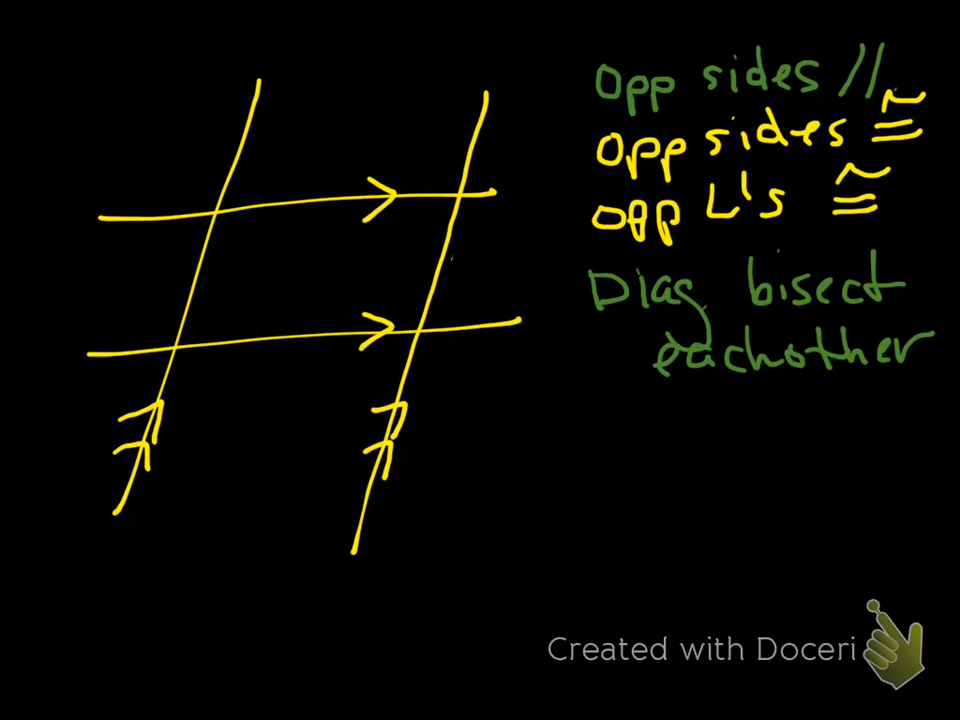 opp sides //
opp sides ≅
opp L's ≅
Diag bisect
eachother
Created with Doceri